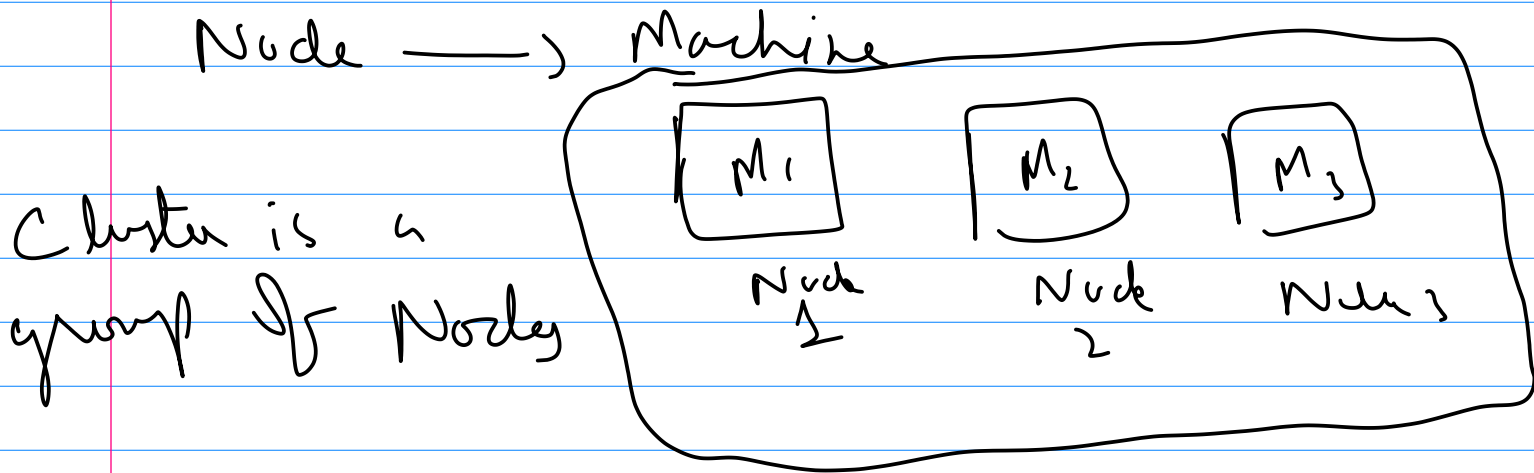 Node → Machine
M1 M2 M3
Cluster is a
group of Nodes
Node Node Node 3
1 2